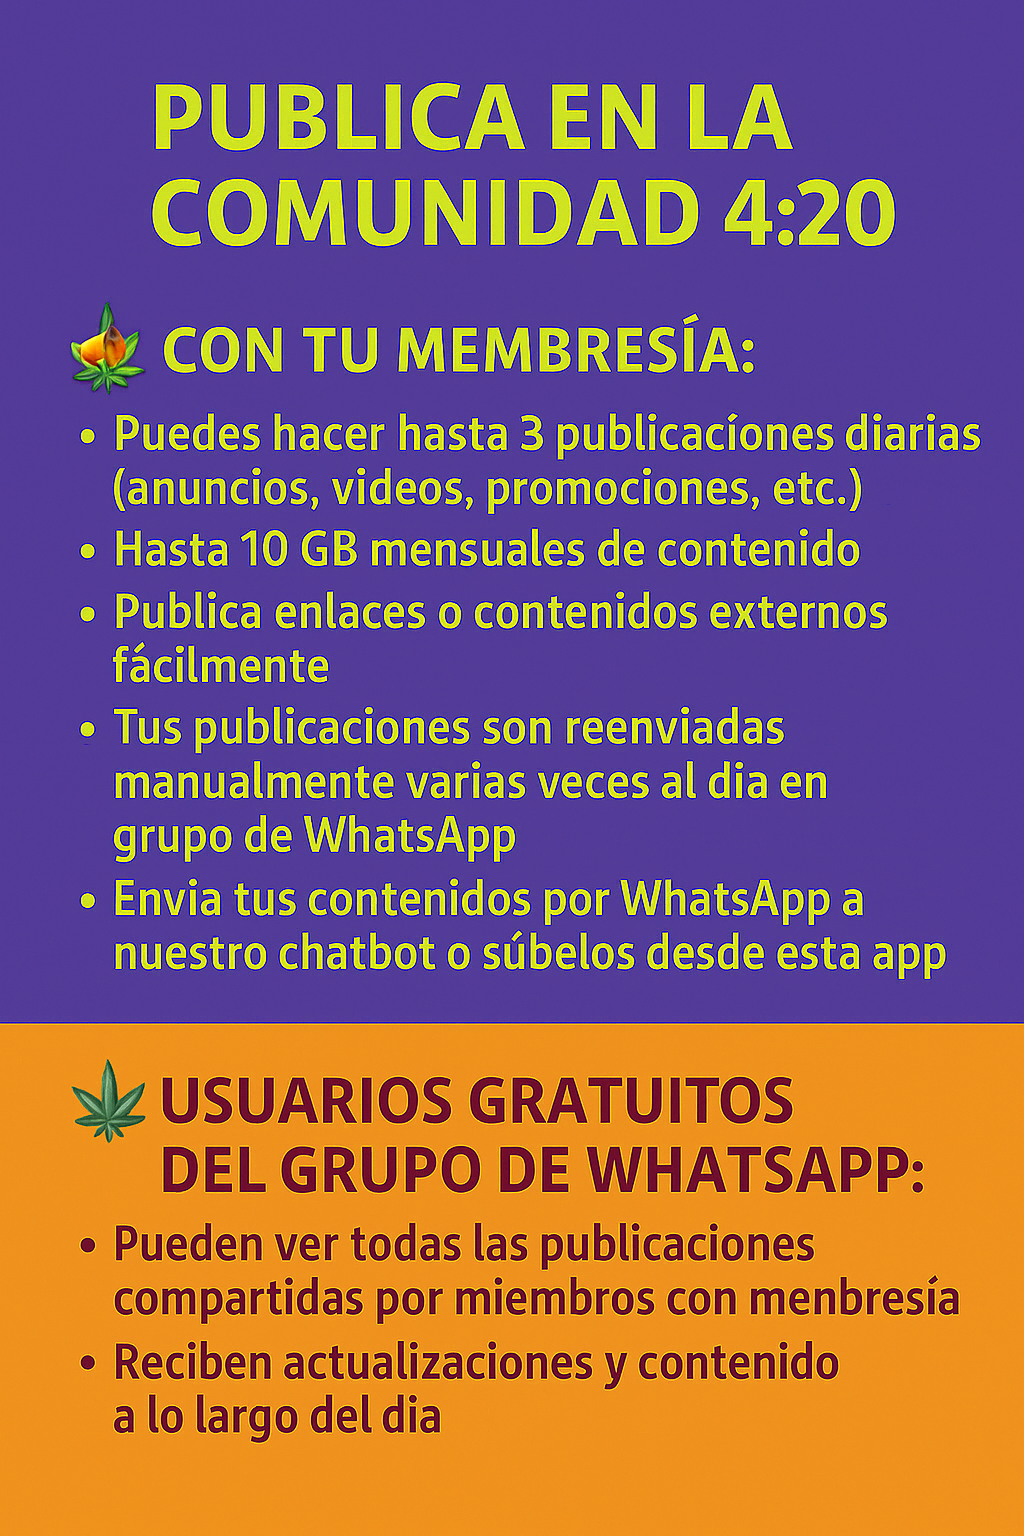 PUBLICA EN LA
COMUNIDAD 4:20
CON TU MEMBRESÍA:
• Puedes hacer hasta 3 publicacíones diarias
(anuncios, videos, promociones, etc.)
• Hasta 10 GB mensuales de contenido
• Publica enlaces o contenidos externos
fácilmente
• Tus publicaciones son reenviadas
manualmente varias veces al dia en
grupo de WhatsApp
• Envia tus contenidos por WhatsApp a
nuestro chatbot o súbelos desde esta app
USUARIOS GRATUITOS
DEL GRUPO DE WHATSAPP:
• Pueden ver todas las publicaciones
compartidas por miembros con menbresía
• Reciben actualizaciones y contenido
a lo largo del dia